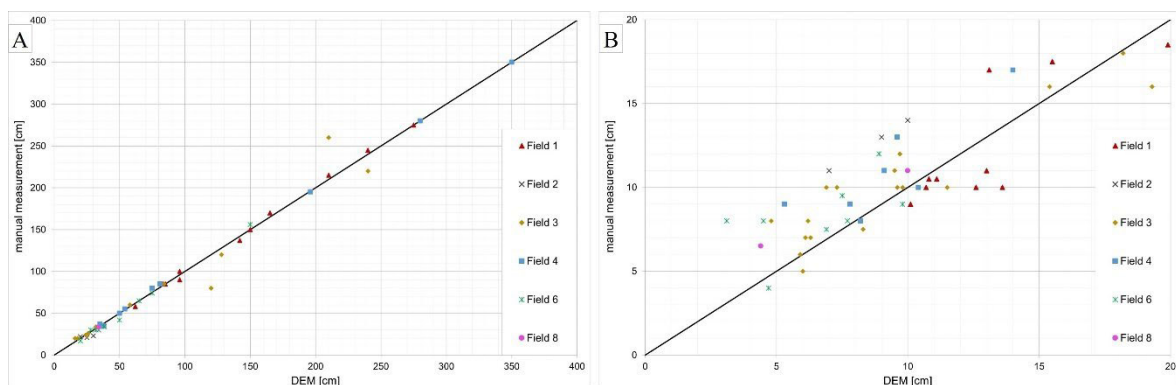 A
manual measurement [cm]
400
350
300
250
200
150
100
50
0
0 50 100 150 200 250 300 350 400
DEM [cm]
Field 1
Field 2
Field 3
Field 4
Field 6
Field 8
B
manual measurement [cm]
20
15
10
5
0
0 5 10 15 20
DEM [cm]
Field 1
Field 2
Field 3
Field 4
Field 6
Field 8